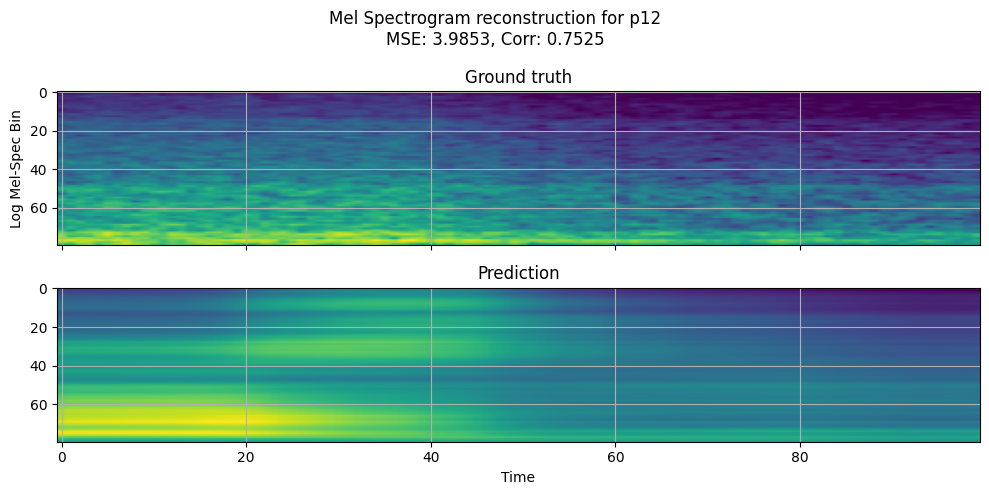 Mel Spectrogram reconstruction for p12
MSE: 3.9853, Corr: 0.7525
Ground truth
Log Mel-Spec Bin
0
20
40
60
Prediction
0
20
40
60
0 20 40 60 80
Time